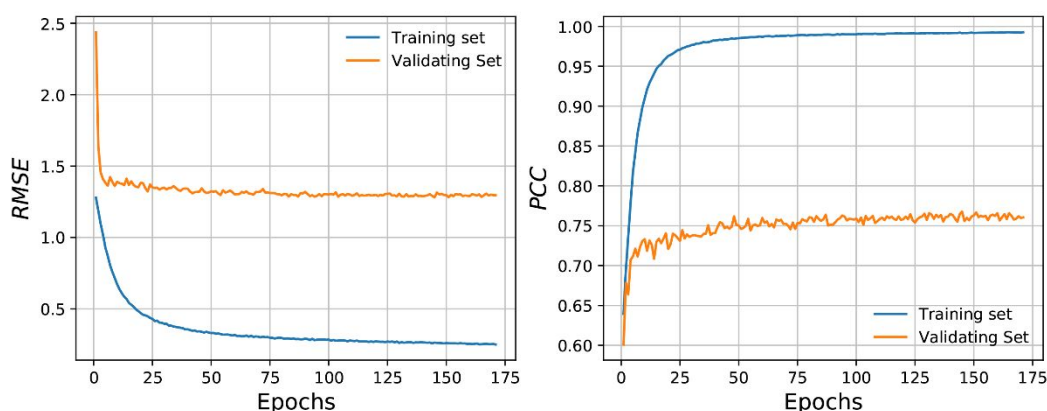 2.5
2.0
1.5
1.0
0.5
RMSE
0 25 50 75 100 125 150 175
Epochs
Training set
Validating Set
1.00
0.95
0.90
0.85
0.80
0.75
0.70
0.65
0.60
PCC
0 25 50 75 100 125 150 175
Epochs
Training set
Validating Set